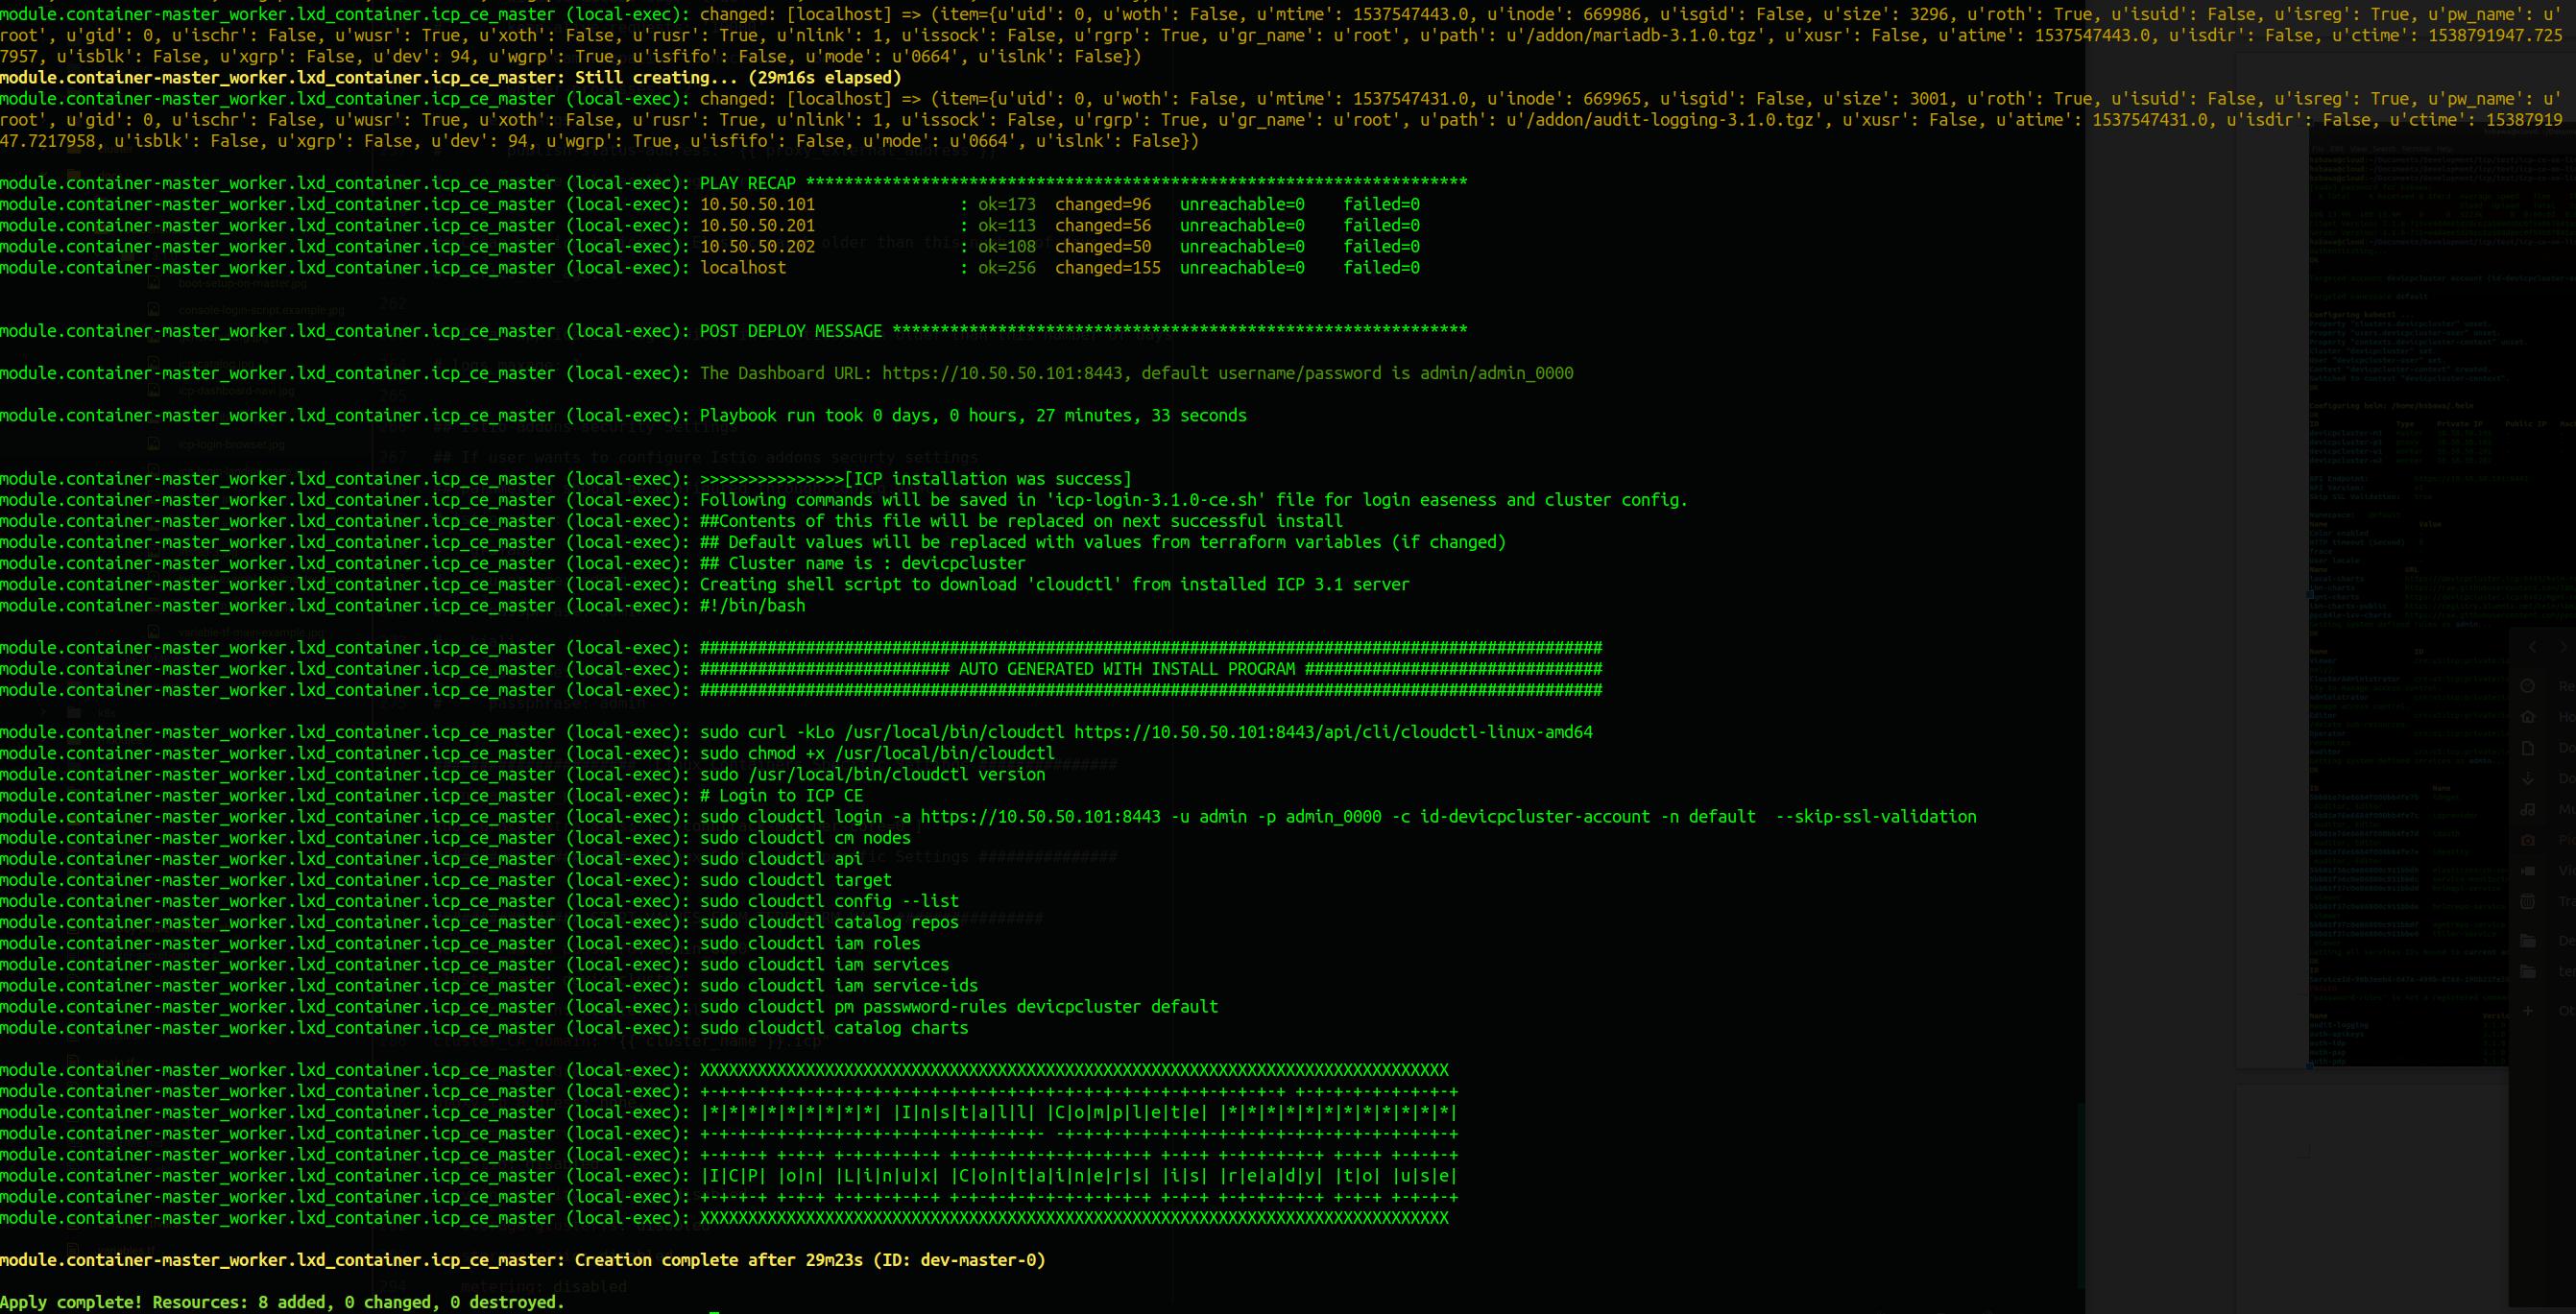 module.container-master_worker.lxd_container.icp_ce_master (local-exec): changed: [localhost] => (item={u'uid': 0, u'woth': False, u'mtime': 1537547443.0, u'inode': 669986, u'isgid': False, u'size': 3296, u'roth': True, u'isuid': False, u'isreg': True, u'pw_name': u'
root', u'gid': 0, u'ischr': False, u'wusr': True, u'xoth': False, u'rusr': True, u'nlink': 1, u'issock': False, u'rgrp': True, u'gr_name': u'root', u'path': u'/addon/mariadb-3.1.0.tgz', u'xusr': False, u'atime': 1537547443.0, u'isdir': False, u'ctime': 1538791947.725
7957, u'isblk': False, u'xgrp': False, u'dev': 94, u'wgrp': True, u'isfifo': False, u'mode': u'0664', u'islnk': False})
module.container-master_worker.lxd_container.icp_ce_master: Still creating... (29m16s elapsed)
module.container-master_worker.lxd_container.icp_ce_master (local-exec): changed: [localhost] => (item={u'uid': 0, u'woth': False, u'mtime': 1537547431.0, u'inode': 669965, u'isgid': False, u'size': 3001, u'roth': True, u'isuid': False, u'isreg': True, u'pw_name': u'
root', u'gid': 0, u'ischr': False, u'wusr': True, u'xoth': False, u'rusr': True, u'nlink': 1, u'issock': False, u'rgrp': True, u'gr_name': u'root', u'path': u'/addon/audit-logging-3.1.0.tgz', u'xusr': False, u'atime': 1537547431.0, u'isdir': False, u'ctime': 15387919
47.7217958, u'isblk': False, u'xgrp': False, u'dev': 94, u'wgrp': True, u'isfifo': False, u'mode': u'0664', u'islnk': False})
module.container-master_worker.lxd_container.icp_ce_master (local-exec): PLAY RECAP *********************************************************************
module.container-master_worker.lxd_container.icp_ce_master (local-exec): 10.50.50.101 : ok=173 changed=96 unreachable=0 failed=0
module.container-master_worker.lxd_container.icp_ce_master (local-exec): 10.50.50.201 : ok=113 changed=56 unreachable=0 failed=0
module.container-master_worker.lxd_container.icp_ce_master (local-exec): 10.50.50.202 : ok=108 changed=50 unreachable=0 failed=0
module.container-master_worker.lxd_container.icp_ce_master (local-exec): localhost : ok=256 changed=155 unreachable=0 failed=0
module.container-master_worker.lxd_container.icp_ce_master (local-exec): POST DEPLOY MESSAGE ************************************************************
module.container-master_worker.lxd_container.icp_ce_master (local-exec): The Dashboard URL: https://10.50.50.101:8443, default username/password is admin/admin_0000
module.container-master_worker.lxd_container.icp_ce_master (local-exec): Playbook run took 0 days, 0 hours, 27 minutes, 33 seconds
module.container-master_worker.lxd_container.icp_ce_master (local-exec): >>>>>>>>>>>>>>>[ICP installation was success]
module.container-master_worker.lxd_container.icp_ce_master (local-exec): Following commands will be saved in 'icp-login-3.1.0-ce.sh' file for login easeness and cluster config.
module.container-master_worker.lxd_container.icp_ce_master (local-exec): ##Contents of this file will be replaced on next successful install
module.container-master_worker.lxd_container.icp_ce_master (local-exec): ## Default values will be replaced with values from terraform variables (if changed)
module.container-master_worker.lxd_container.icp_ce_master (local-exec): ## Cluster name is : devicpcluster
module.container-master_worker.lxd_container.icp_ce_master (local-exec): Creating shell script to download 'cloudctl' from installed ICP 3.1 server
module.container-master_worker.lxd_container.icp_ce_master (local-exec): #!/bin/bash
module.container-master_worker.lxd_container.icp_ce_master (local-exec): ##############################################################################################
module.container-master_worker.lxd_container.icp_ce_master (local-exec): ########################## AUTO GENERATED WITH INSTALL PROGRAM ###############################
module.container-master_worker.lxd_container.icp_ce_master (local-exec): ##############################################################################################
module.container-master_worker.lxd_container.icp_ce_master (local-exec): sudo curl -kLo /usr/local/bin/cloudctl https://10.50.50.101:8443/api/cli/cloudctl-linux-amd64
module.container-master_worker.lxd_container.icp_ce_master (local-exec): sudo chmod +x /usr/local/bin/cloudctl
module.container-master_worker.lxd_container.icp_ce_master (local-exec): sudo /usr/local/bin/cloudctl version
module.container-master_worker.lxd_container.icp_ce_master (local-exec): # Login to ICP CE
module.container-master_worker.lxd_container.icp_ce_master (local-exec): sudo cloudctl login -a https://10.50.50.101:8443 -u admin -p admin_0000 -c id-devicpcluster-account -n default --skip-ssl-validation
module.container-master_worker.lxd_container.icp_ce_master (local-exec): sudo cloudctl cm nodes
module.container-master_worker.lxd_container.icp_ce_master (local-exec): sudo cloudctl api
module.container-master_worker.lxd_container.icp_ce_master (local-exec): sudo cloudctl target
module.container-master_worker.lxd_container.icp_ce_master (local-exec): sudo cloudctl config --list
module.container-master_worker.lxd_container.icp_ce_master (local-exec): sudo cloudctl catalog repos
module.container-master_worker.lxd_container.icp_ce_master (local-exec): sudo cloudctl iam roles
module.container-master_worker.lxd_container.icp_ce_master (local-exec): sudo cloudctl iam services
module.container-master_worker.lxd_container.icp_ce_master (local-exec): sudo cloudctl iam service-ids
module.container-master_worker.lxd_container.icp_ce_master (local-exec): sudo cloudctl pm passwword-rules devicpcluster default
module.container-master_worker.lxd_container.icp_ce_master (local-exec): sudo cloudctl catalog charts
module.container-master_worker.lxd_container.icp_ce_master (local-exec): XXXXXXXXXXXXXXXXXXXXXXXXXXXXXXXXXXXXXXXXXXXXXXXXXXXXXXXXXXXXXXXXXXXXXXXXXXXXXX
module.container-master_worker.lxd_container.icp_ce_master (local-exec): +-+-+-+-+-+-+-+-+-+-+-+-+-+-+-+-+-+-+-+-+-+-+-+-+-+-+-+-+-+-+ +-+-+-+-+-+-+-+-+
module.container-master_worker.lxd_container.icp_ce_master (local-exec): |*|*|*|*|*|*|*|*|*| |I|n|s|t|a|l|l| |C|o|m|p|l|e|t|e| |*|*|*|*|*|*|*|*|*|*|*|*|
module.container-master_worker.lxd_container.icp_ce_master (local-exec): +-+-+-+-+-+-+-+-+-+-+-+-+-+-+-+-+-+- -+-+-+-+-+-+-+-+-+-+-+-+-+-+-+-+-+-+-+-+-+
module.container-master_worker.lxd_container.icp_ce_master (local-exec): +-+-+-+ +-+-+ +-+-+-+-+-+ +-+-+-+-+-+-+-+-+-+-+ +-+-+ +-+-+-+-+-+ +-+-+ +-+-+-+
module.container-master_worker.lxd_container.icp_ce_master (local-exec): |I|C|P| |o|n| |L|i|n|u|x| |C|o|n|t|a|i|n|e|r|s| |i|s| |r|e|a|d|y| |t|o| |u|s|e|
module.container-master_worker.lxd_container.icp_ce_master (local-exec): +-+-+-+ +-+-+ +-+-+-+-+-+ +-+-+-+-+-+-+-+-+-+-+ +-+-+ +-+-+-+-+-+ +-+-+ +-+-+-+
module.container-master_worker.lxd_container.icp_ce_master (local-exec): XXXXXXXXXXXXXXXXXXXXXXXXXXXXXXXXXXXXXXXXXXXXXXXXXXXXXXXXXXXXXXXXXXXXXXXXXXXXXX
module.container-master_worker.lxd_container.icp_ce_master: Creation complete after 29m23s (ID: dev-master-0)
Apply complete! Resources: 8 added, 0 changed, 0 destroyed.